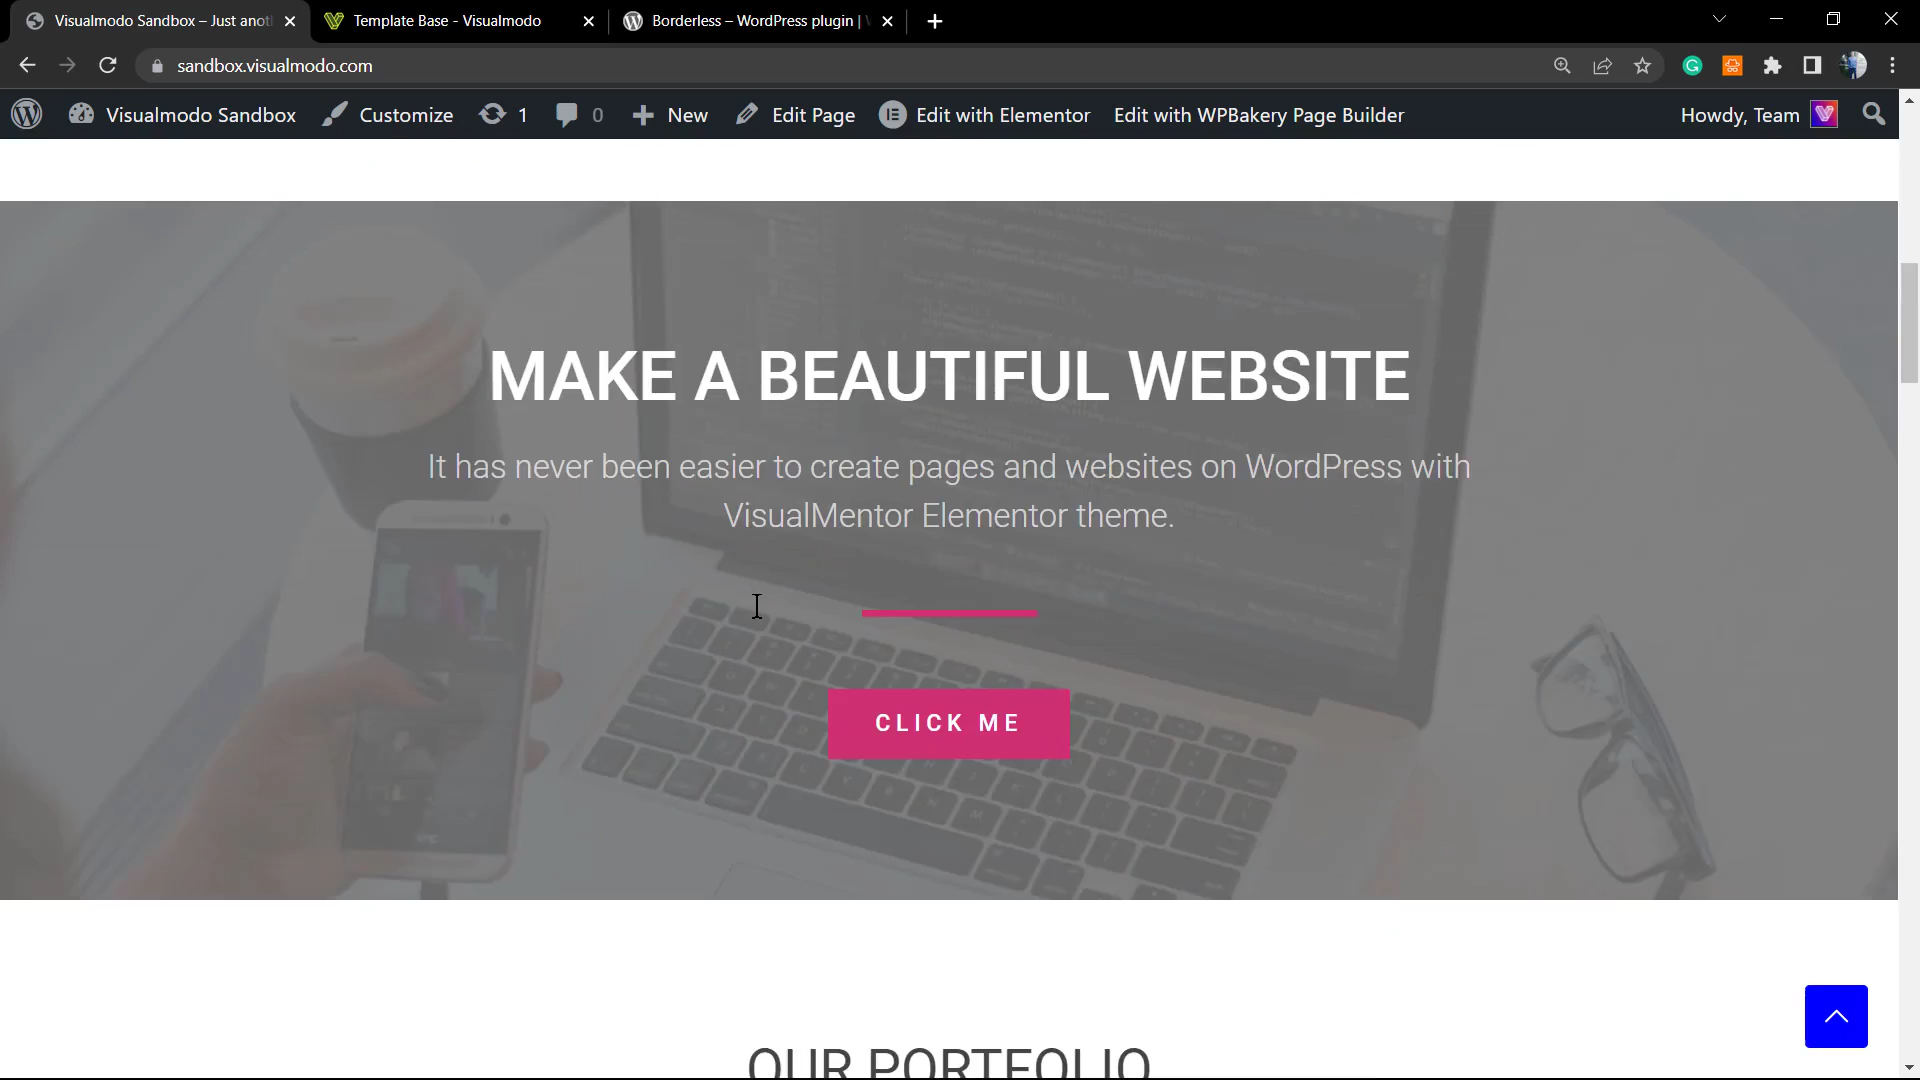 Visualmodo Sandbox – Just anot
Template Base - Visualmodo
Borderless – WordPress plugin |
sandbox.visualmodo.com
Visualmodo Sandbox
Customize
1
0
New
Edit Page
Edit with Elementor
Edit with WPBakery Page Builder
Howdy, Team
MAKE A BEAUTIFUL WEBSITE
It has never been easier to create pages and websites on WordPress with
VisualMentor Elementor theme.
CLICK ME
OUR PORTFOLIO